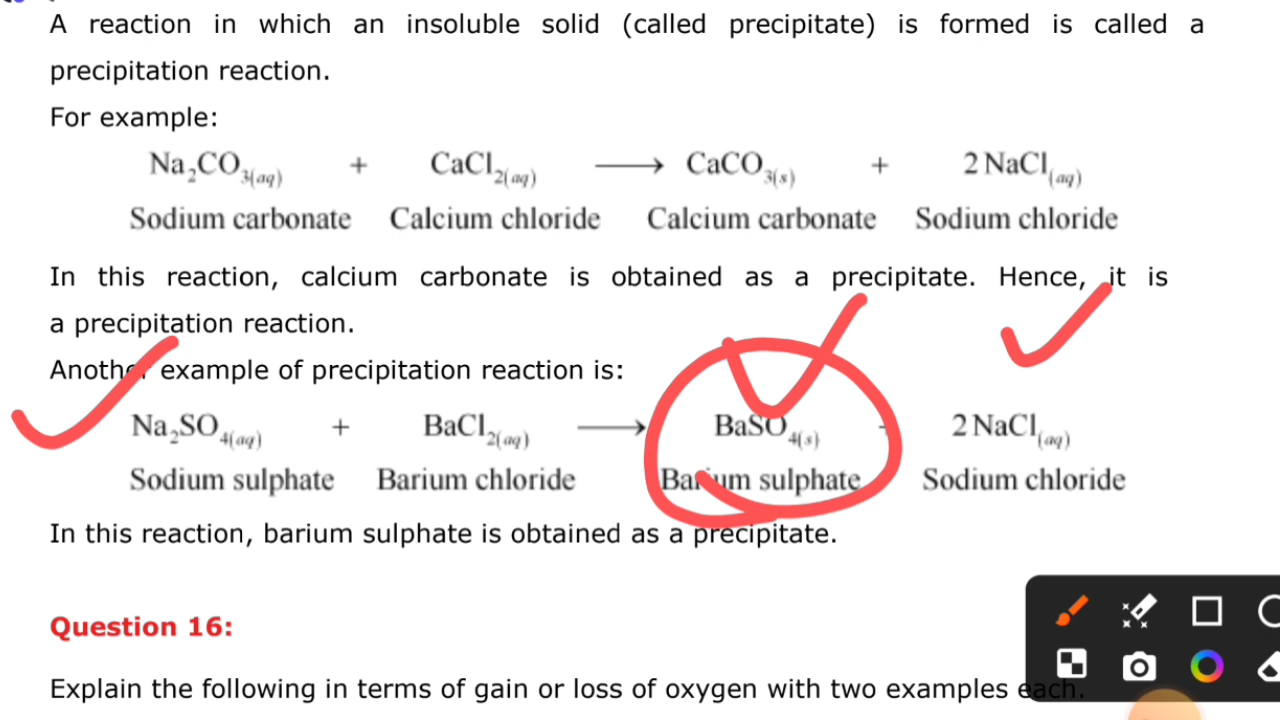 A reaction in which an insoluble solid (called precipitate) is formed is called a
precipitation reaction.
For example:
Na₂CO₃(aq) + CaCl₂(aq) ⟶ CaCO₃(s) + 2 NaCl(aq)
Sodium carbonate Calcium chloride Calcium carbonate Sodium chloride
In this reaction, calcium carbonate is obtained as a precipitate. Hence, it is
a precipitation reaction.
Another example of precipitation reaction is:
Na₂SO₄(aq) + BaCl₂(aq) ⟶ BaSO₄(s) + 2 NaCl(aq)
Sodium sulphate Barium chloride Barium sulphate Sodium chloride
In this reaction, barium sulphate is obtained as a precipitate.
Question 16:
Explain the following in terms of gain or loss of oxygen with two examples each.